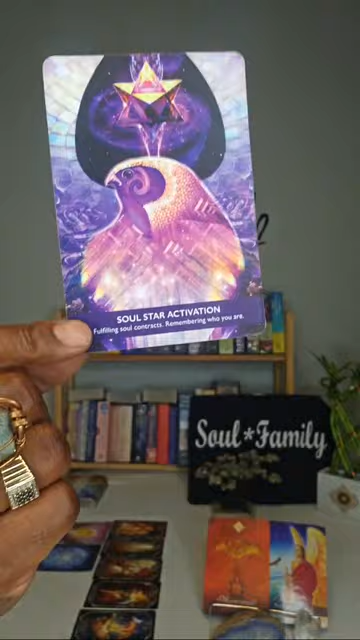 SOUL STAR ACTIVATION
Fulfilling soul contracts. Remembering who you are.
Soul*Family